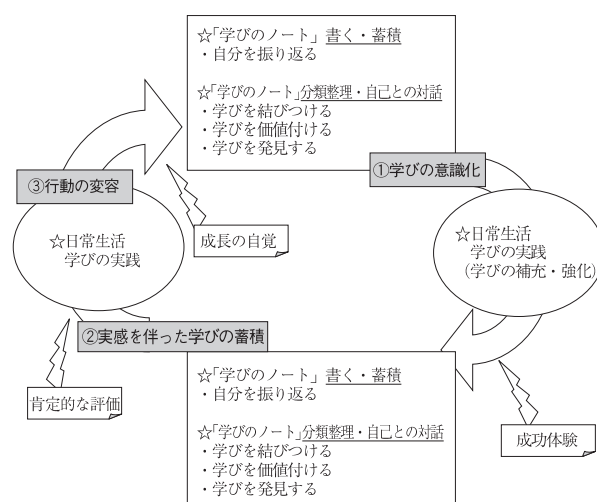 ☆「学びのノート」書く・蓄積
・自分を振り返る
☆「学びのノート」分類整理・自己との対話
・学びを結びつける
・学びを価値付ける
・学びを発見する
①学びの意識化
③行動の変容
☆日常生活
学びの実践
成長の自覚
☆日常生活
学びの実践
(学びの補充・強化)
②実感を伴った学びの蓄積
肯定的な評価
☆「学びのノート」書く・蓄積
・自分を振り返る
☆「学びのノート」分類整理・自己との対話
・学びを結びつける
・学びを価値付ける
・学びを発見する
成功体験